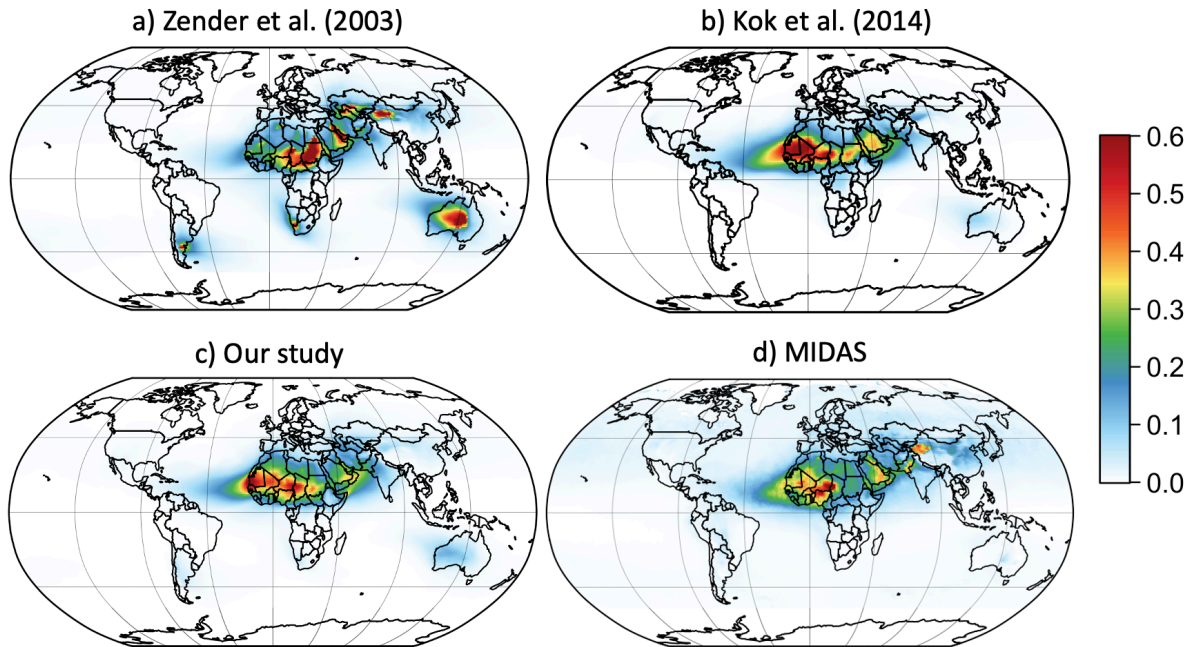 a) Zender et al. (2003)
b) Kok et al. (2014)
c) Our study
d) MIDAS
0.6
0.5
0.4
0.3
0.2
0.1
0.0